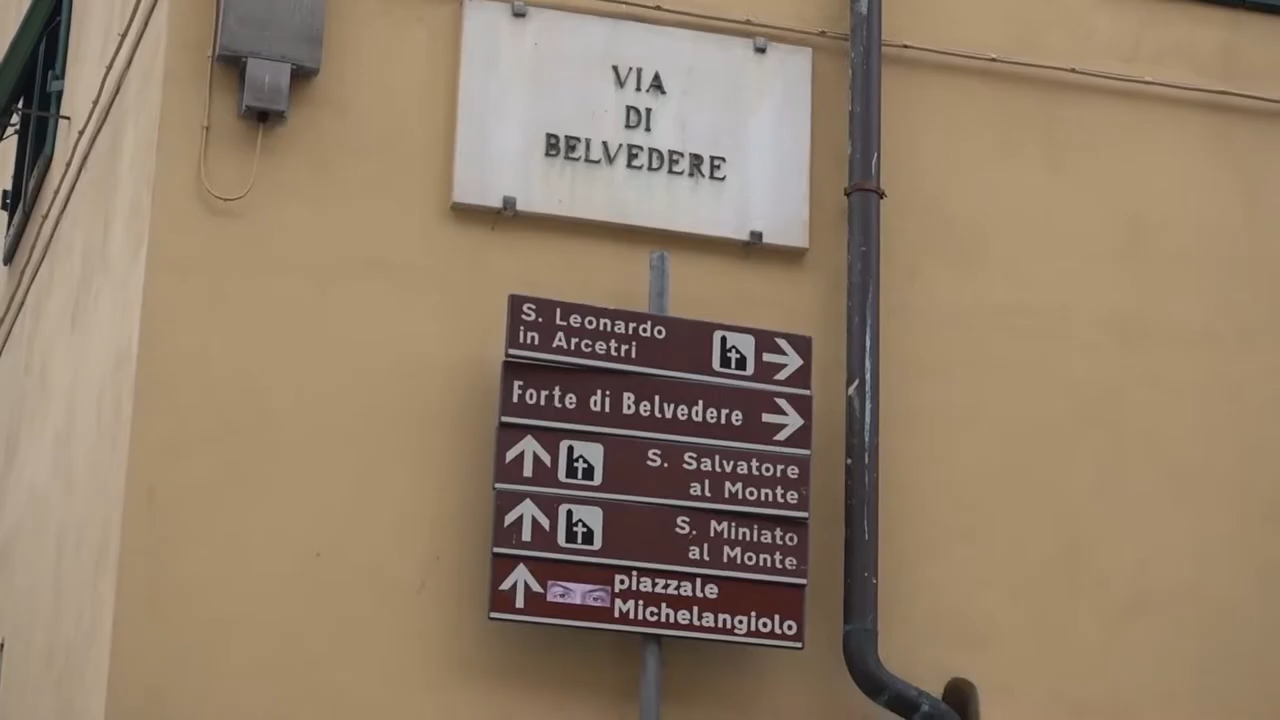 VIA
DI
BELVEDERE
S. Leonardo
in Arcetri
Forte di Belvedere
S. Salvatore
al Monte
S. Miniato
al Monte
piazzale
Michelangiolo